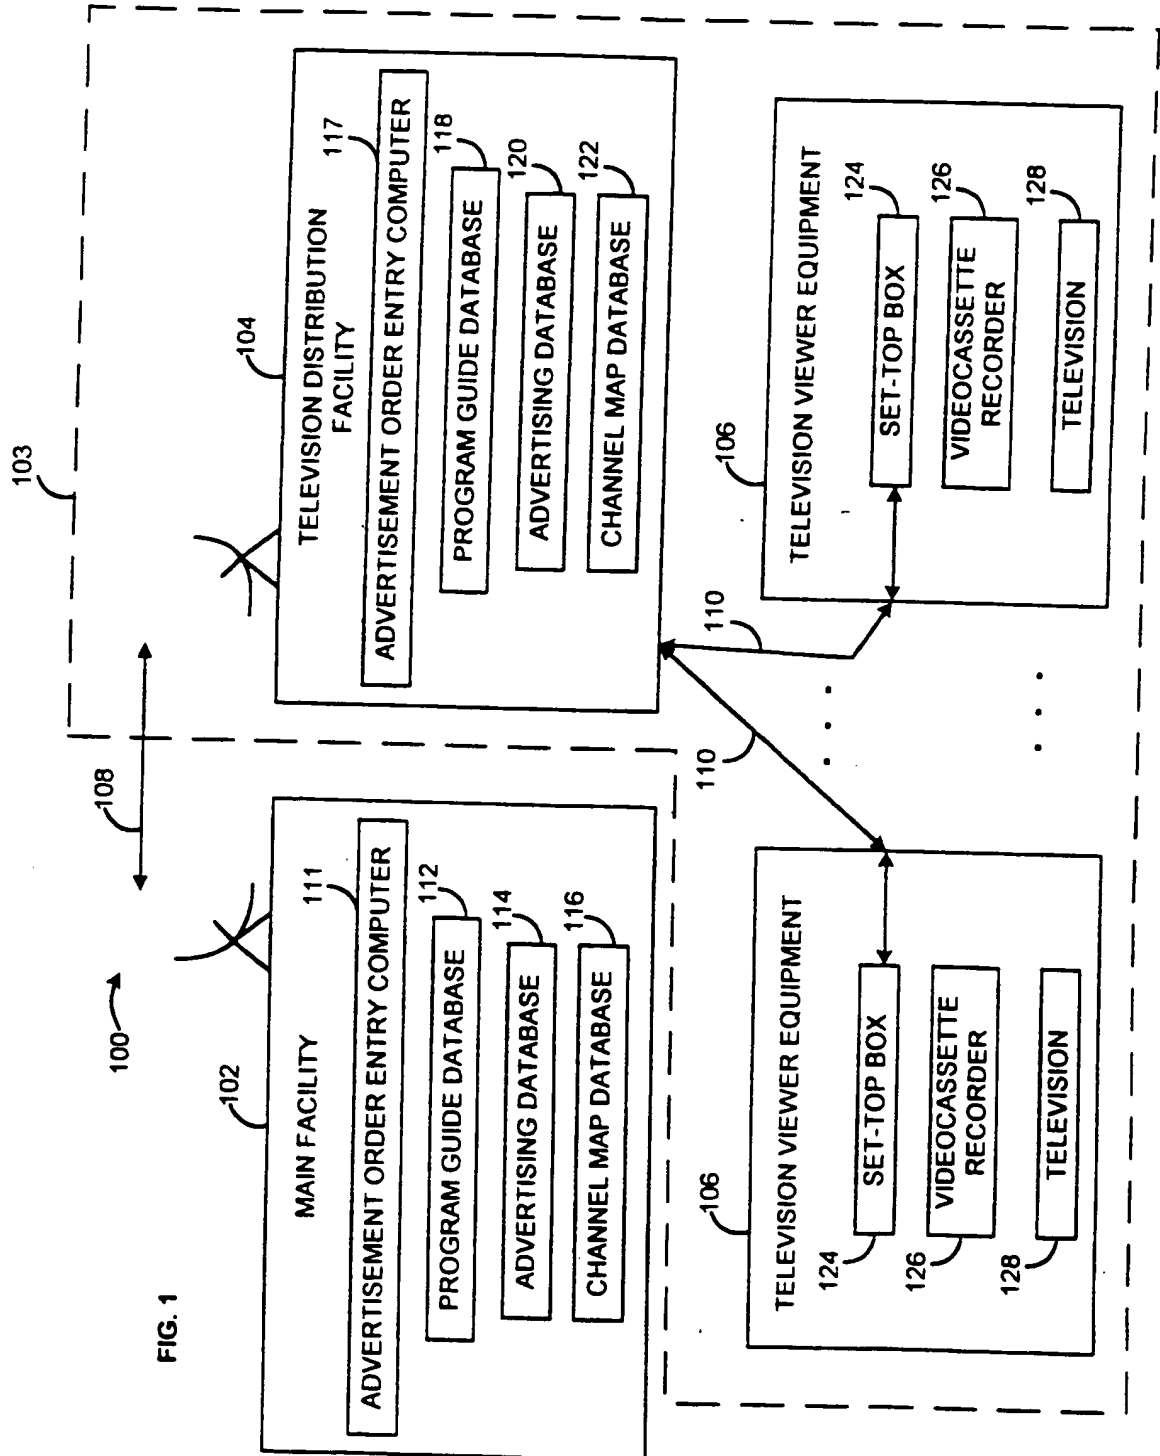 FIG. 1
100
108
103
102
MAIN FACILITY
111
ADVERTISEMENT ORDER ENTRY COMPUTER
112
PROGRAM GUIDE DATABASE
114
ADVERTISING DATABASE
116
CHANNEL MAP DATABASE
104
TELEVISION DISTRIBUTION
FACILITY
117
ADVERTISEMENT ORDER ENTRY COMPUTER
118
PROGRAM GUIDE DATABASE
120
ADVERTISING DATABASE
122
CHANNEL MAP DATABASE
110
110
106
TELEVISION VIEWER EQUIPMENT
124
SET-TOP BOX
126
VIDEOCASSETTE
RECORDER
128
TELEVISION
106
TELEVISION VIEWER EQUIPMENT
124
SET-TOP BOX
126
VIDEOCASSETTE
RECORDER
128
TELEVISION